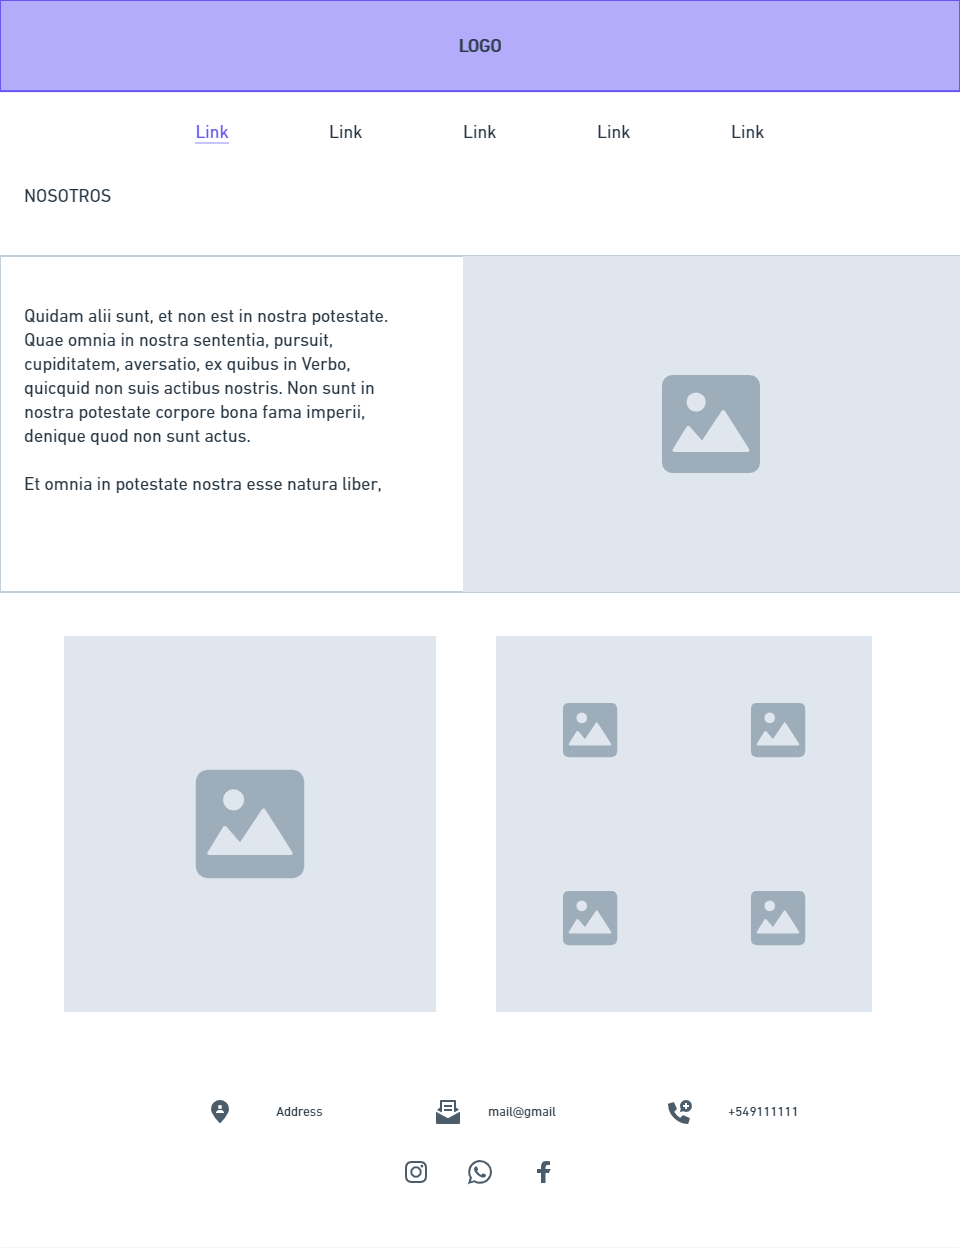 LOGO
Link Link Link Link Link
NOSOTROS
Quidam alii sunt, et non est in nostra potestate.
Quae omnia in nostra sententia, pursuit,
cupiditatem, aversatio, ex quibus in Verbo,
quicquid non suis actibus nostris. Non sunt in
nostra potestate corpore bona fama imperii,
denique quod non sunt actus.
Et omnia in potestate nostra esse natura liber,
Address mail@gmail +549111111